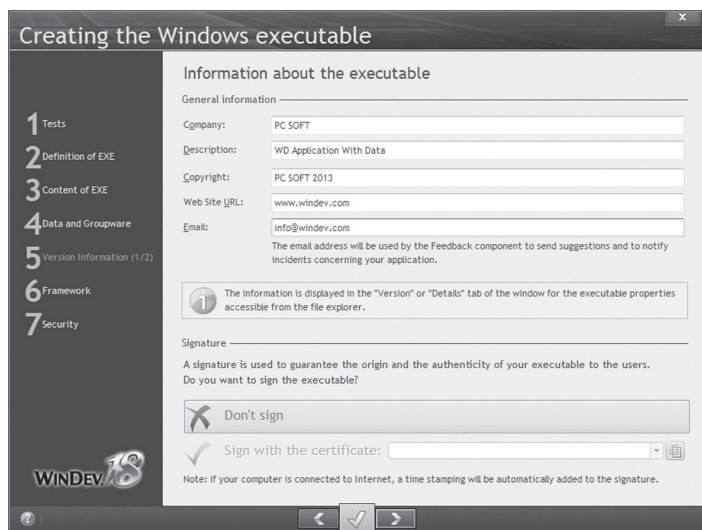 Creating the Windows executable
x
1 Tests
2 Definition of EXE
3 Content of EXE
4 Data and Groupware
5 Version Information (1/2)
6 Framework
7 Security
WINDEV 18
?
Information about the executable
General information
Company: PC SOFT
Description: WD Application With Data
Copyright: PC SOFT 2013
Web Site URL: www.windev.com
Email: info@windev.com
The email address will be used by the Feedback component to send suggestions and to notify
incidents concerning your application.
i
The information is displayed in the "Version" or "Details" tab of the window for the executable properties
accessible from the file explorer.
Signature
A signature is used to guarantee the origin and the authenticity of your executable to the users.
Do you want to sign the executable?
Don't sign
Sign with the certificate:
Note: if your computer is connected to Internet, a time stamping will be automatically added to the signature.